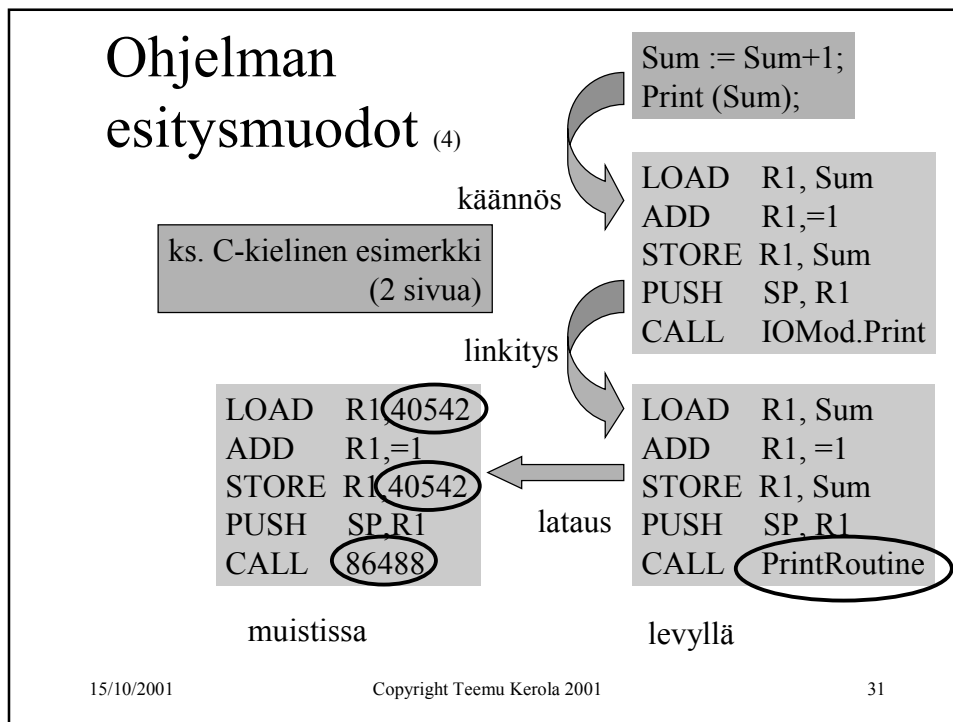 Ohjelman
esitysmuodot (4)
Sum := Sum+1;
Print (Sum);
käännös
LOAD R1, Sum
ADD R1,=1
STORE R1, Sum
PUSH SP, R1
CALL IOMod.Print
ks. C-kielinen esimerkki
(2 sivua)
linkitys
LOAD R1, Sum
ADD R1, =1
STORE R1, Sum
PUSH SP, R1
CALL PrintRoutine
levyllä
lataus
LOAD R1,40542
ADD R1,=1
STORE R1,40542
PUSH SP,R1
CALL 86488
muistissa
15/10/2001 Copyright Teemu Kerola 2001 31